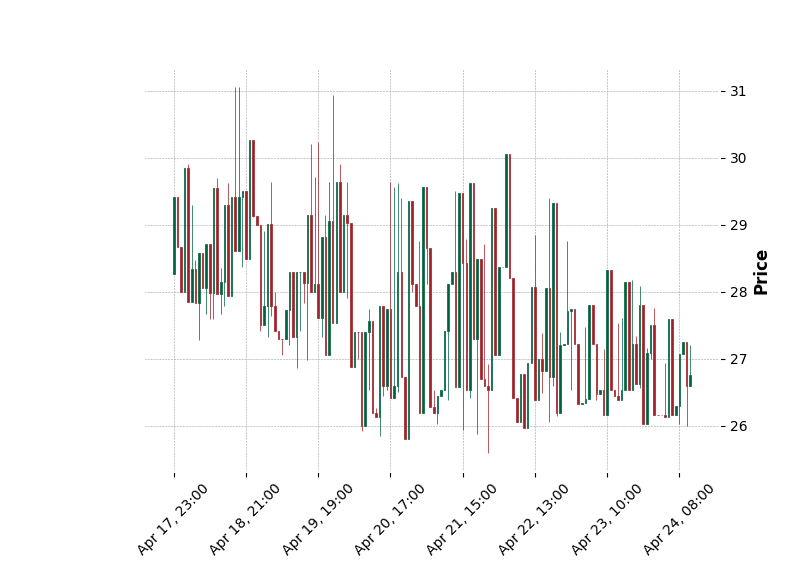 31
30
29
28
27
26
Price
Apr 17, 23:00
Apr 18, 21:00
Apr 19, 19:00
Apr 20, 17:00
Apr 21, 15:00
Apr 22, 13:00
Apr 23, 10:00
Apr 24, 08:00